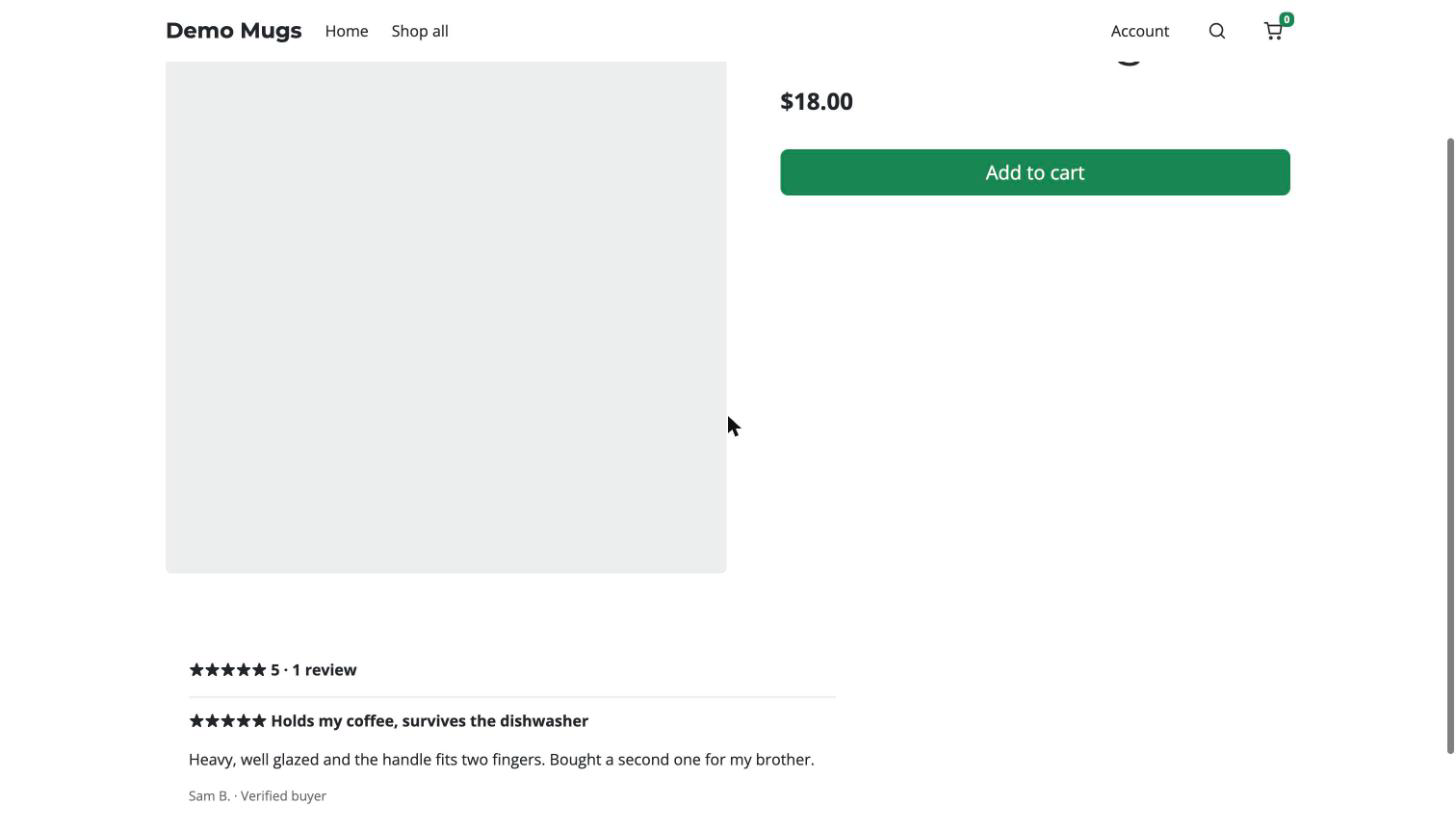 Demo Mugs Home Shop all Account 0
$18.00
Add to cart
★★★★★ 5 · 1 review
★★★★★ Holds my coffee, survives the dishwasher
Heavy, well glazed and the handle fits two fingers. Bought a second one for my brother.
Sam B. · Verified buyer